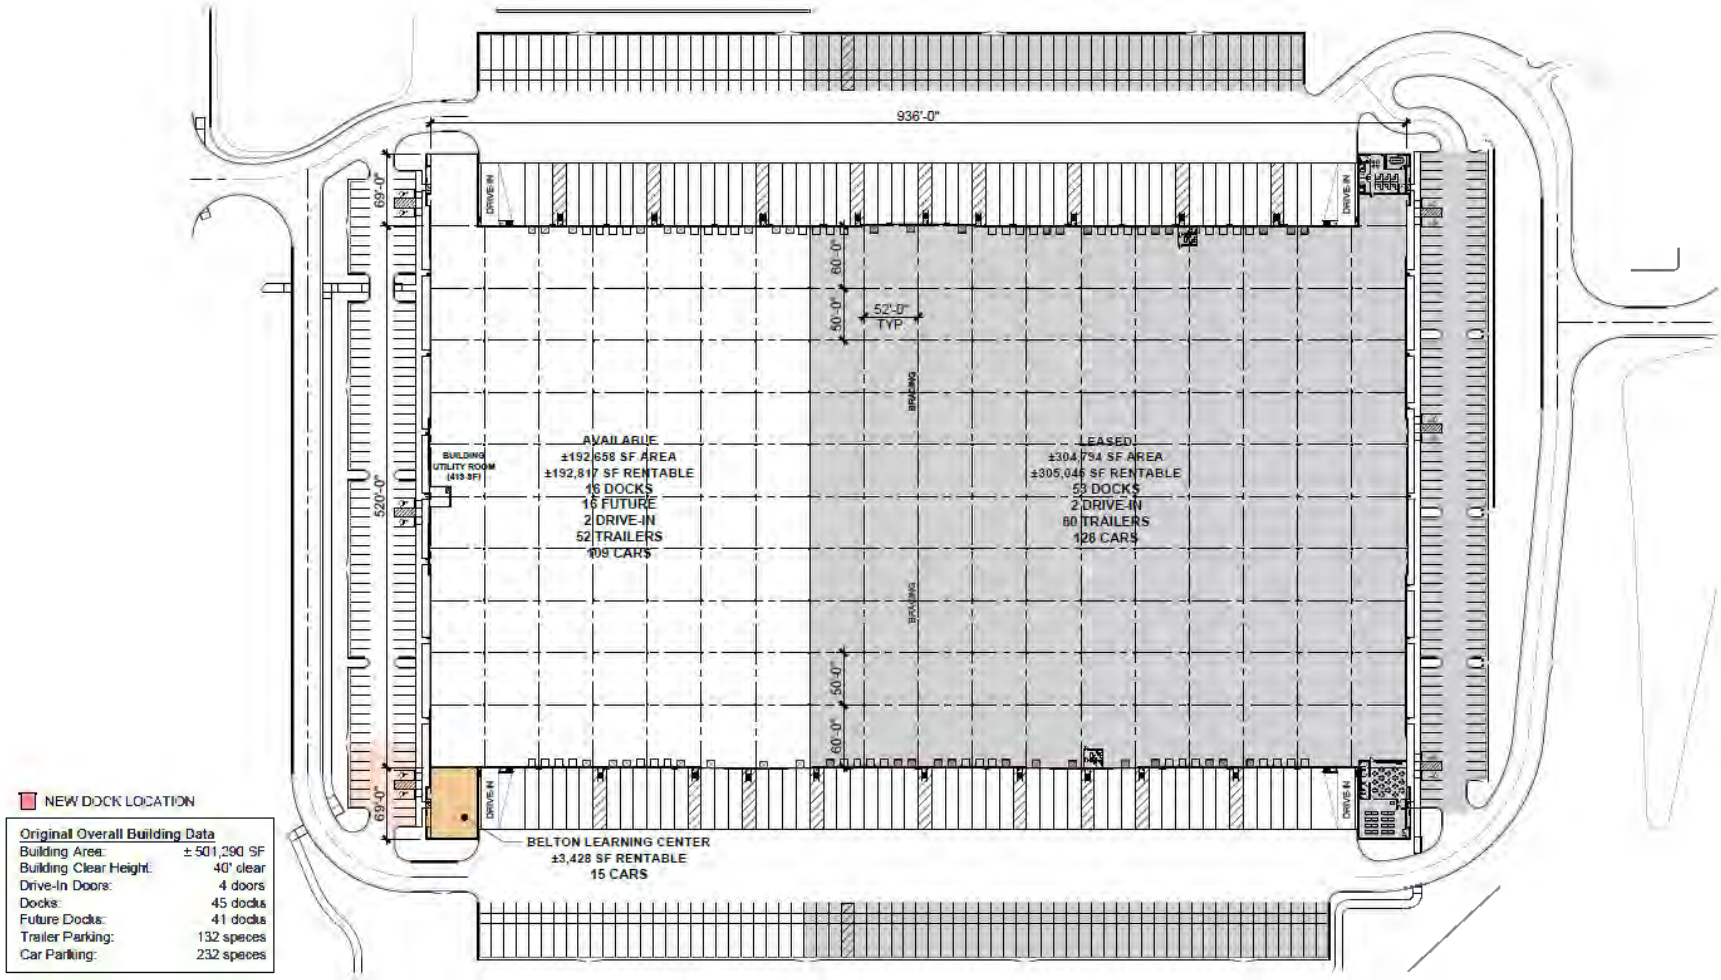 936'-0"
69'-0"
DRIVE-IN
DRIVE-IN
60'-0"
50'-0"
52'-0"
TYP
BRACING
AVAILABLE
±192,658 SF AREA
±192,817 SF RENTABLE
16 DOCKS
16 FUTURE
2 DRIVE-IN
52 TRAILERS
109 CARS
BUILDING
UTILITY ROOM
(419 SF)
LEASED
±304,794 SF AREA
±305,045 SF RENTABLE
53 DOCKS
2 DRIVE-IN
80 TRAILERS
128 CARS
520'-0"
BRACING
50'-0"
60'-0"
69'-0"
DRIVE-IN
DRIVE-IN
BELTON LEARNING CENTER
±3,428 SF RENTABLE
15 CARS
NEW DOCK LOCATION
Original Overall Building Data
Building Area: ± 501,290 SF
Building Clear Height: 40' clear
Drive-In Doors: 4 doors
Docks: 45 docks
Future Docks: 41 docks
Trailer Parking: 132 spaces
Car Parking: 232 spaces